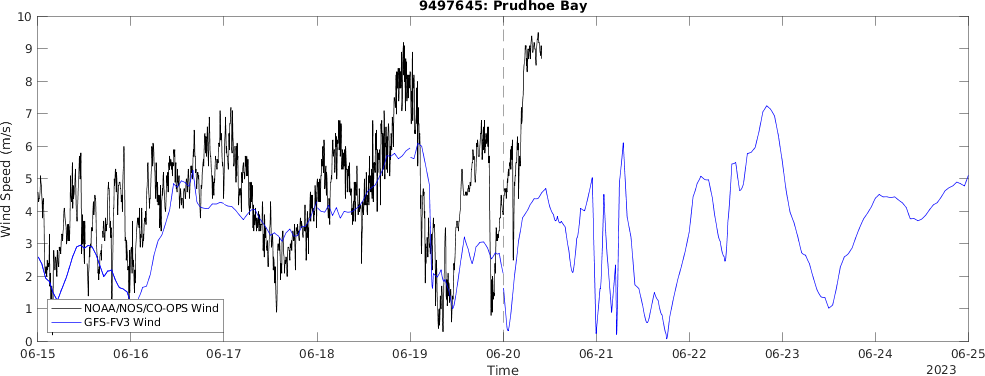 9497645: Prudhoe Bay
10
9
8
7
6
5
4
3
2
1
0
Wind Speed (m/s)
NOAA/NOS/CO-OPS Wind
GFS-FV3 Wind
06-15 06-16 06-17 06-18 06-19 06-20 06-21 06-22 06-23 06-24 06-25
Time
2023